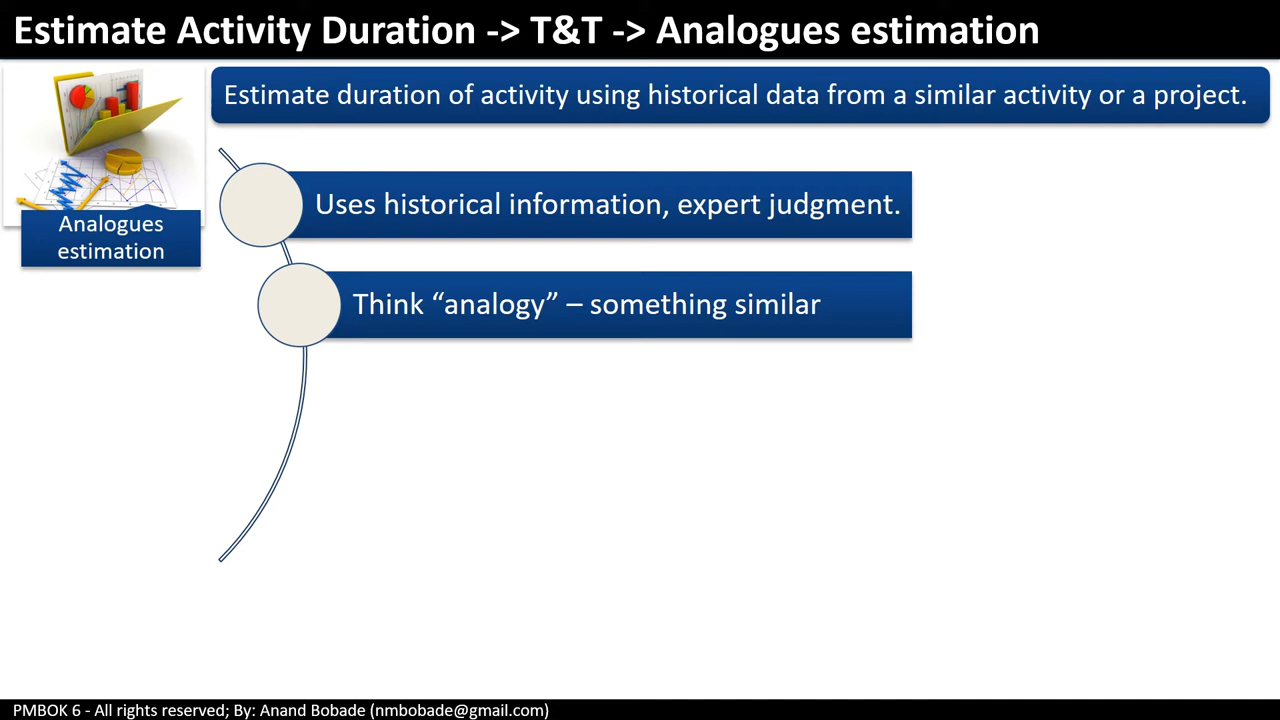 Estimate Activity Duration -> T&T -> Analogues estimation
Estimate duration of activity using historical data from a similar activity or a project.
Analogues
estimation
Uses historical information, expert judgment.
Think “analogy” – something similar
PMBOK 6 - All rights reserved; By: Anand Bobade (nmbobade@gmail.com)